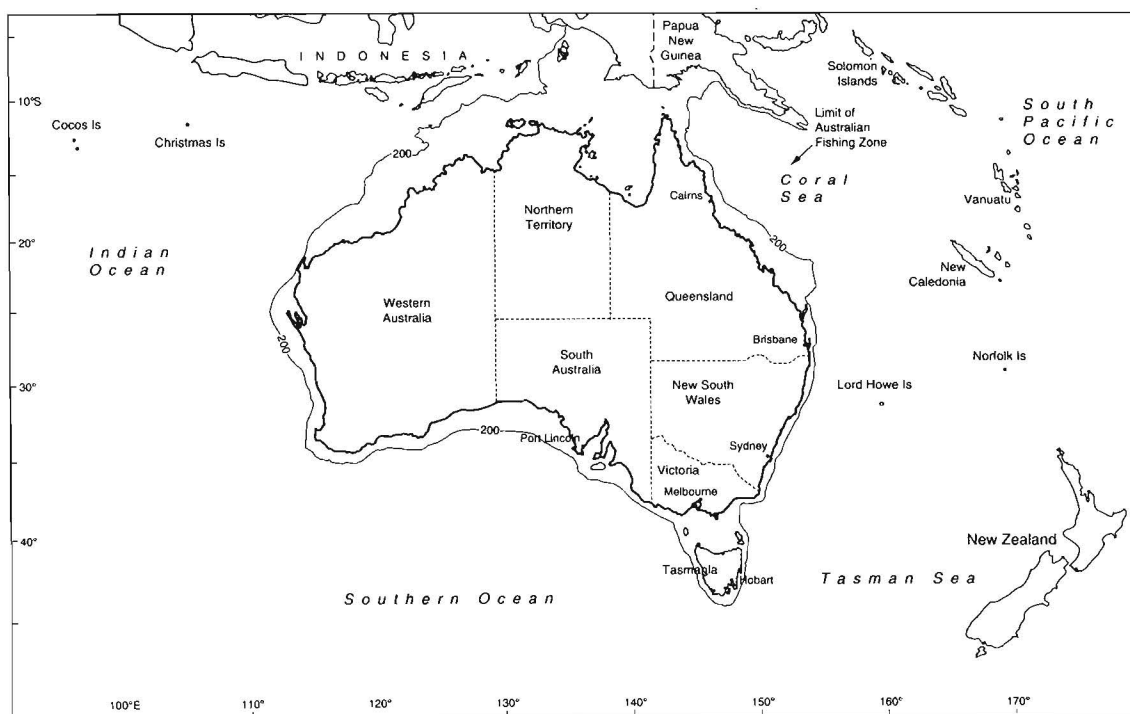 Papua
New
Guinea
INDONESIA
Solomon
Islands
10°S
Cocos Is
Christmas Is
Limit of
Australian
Fishing Zone
South
Pacific
Ocean
200
Coral
Sea
Cairns
Vanuatu
Northern
Territory
20°
Indian
Ocean
200
New
Caledonia
Western
Australia
Queensland
200
Brisbane
South
Australia
Norfolk Is
30°
New South
Wales
Lord Howe Is
200
Port Lincoln
Sydney
Victoria
Melbourne
40°
New Zealand
Tasmania
Hobart
Tasman Sea
Southern Ocean
100°E
110°
120°
130°
140°
150°
160°
170°